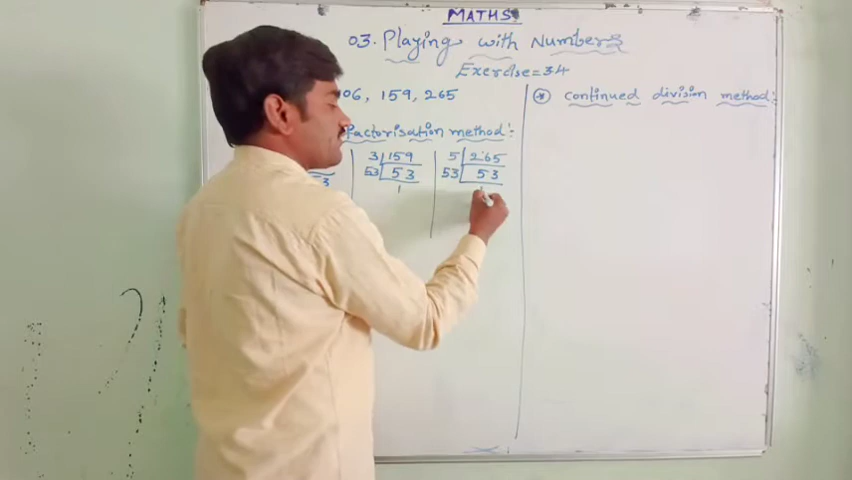 MATHS
03. Playing with Numbers
Exercise=34
06, 159, 265
Factorisation method:
3 159
53 53
1
5 265
53 53
1
* continued division method: